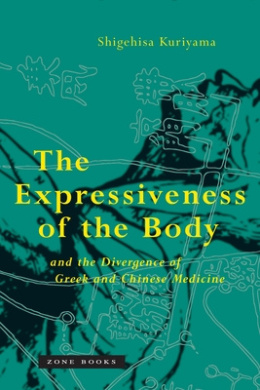 Shigehisa Kuriyama
The
Expressiveness
of the Body
and the Divergence of
Greek and Chinese Medicine
ZONE BOOKS